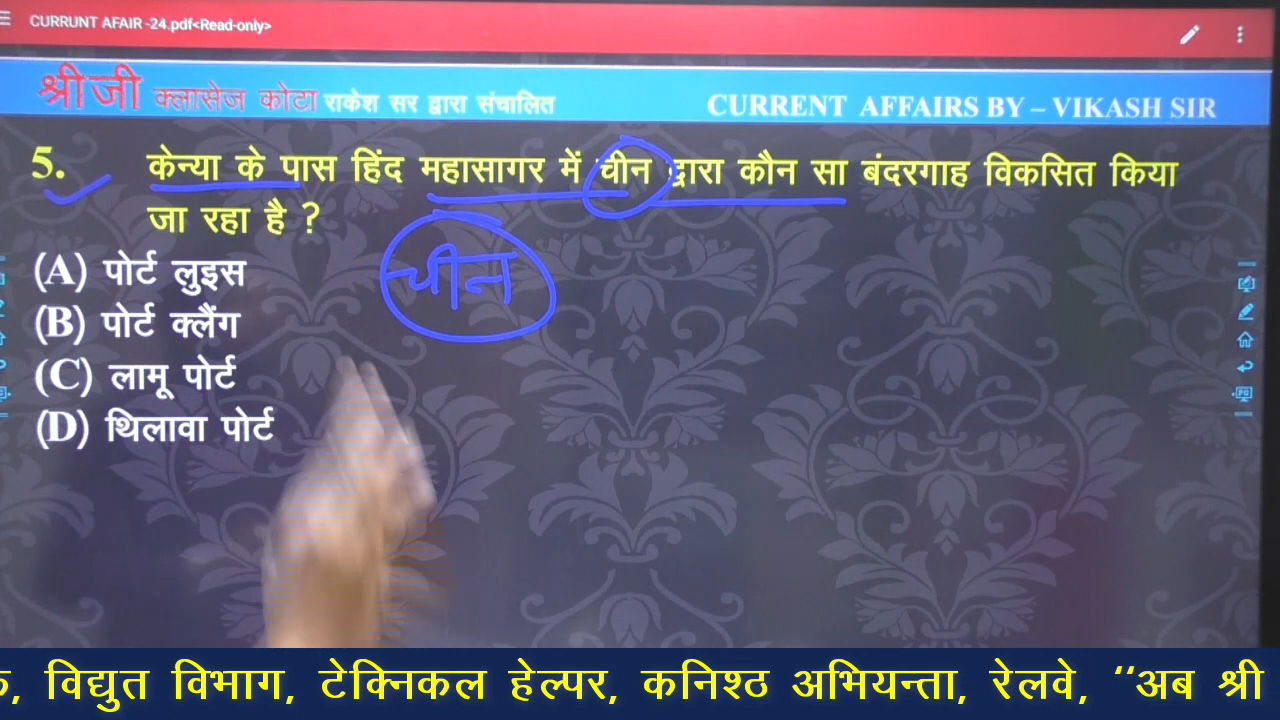 CURRUNT AFAIR -24.pdf<Read-only>
श्रीजी क्लासेज कोटा राकेश सर द्वारा संचालित CURRENT AFFAIRS BY – VIKASH SIR
5. केन्या के पास हिंद महासागर में चीन द्वारा कौन सा बंदरगाह विकसित किया
जा रहा है ?
चीन
(A) पोर्ट लुइस
(B) पोर्ट क्लैंग
(C) लामू पोर्ट
(D) थिलावा पोर्ट
, विद्युत विभाग, टेक्निकल हेल्पर, कनिश्ठ अभियन्ता, रेलवे, ‘‘अब श्री